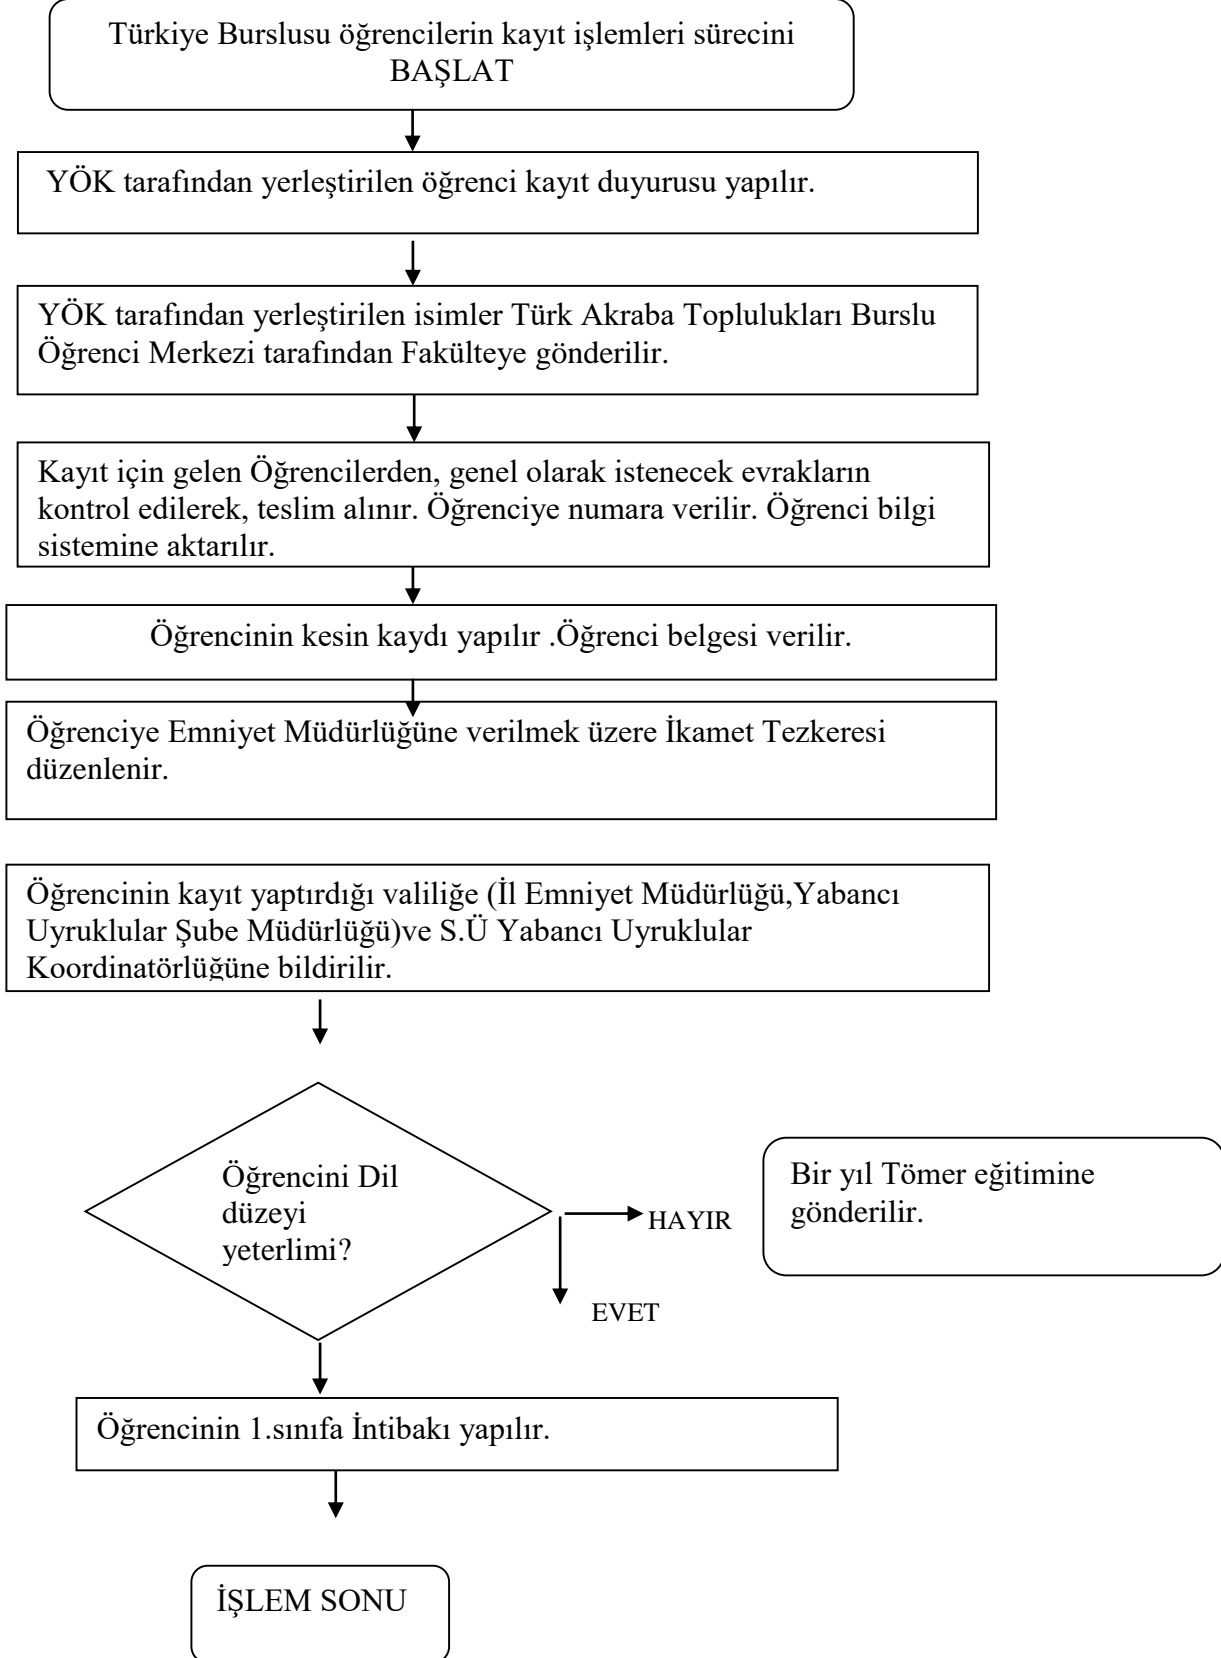 Türkiye Burslusu öğrencilerin kayıt işlemleri sürecini
BAŞLAT
YÖK tarafından yerleştirilen öğrenci kayıt duyurusu yapılır.
YÖK tarafından yerleştirilen isimler Türk Akraba Toplulukları Burslu
Öğrenci Merkezi tarafından Fakülteye gönderilir.
Kayıt için gelen Öğrencilerden, genel olarak istenecek evrakların
kontrol edilerek, teslim alınır. Öğrenciye numara verilir. Öğrenci bilgi
sistemine aktarılır.
Öğrencinin kesin kaydı yapılır .Öğrenci belgesi verilir.
Öğrenciye Emniyet Müdürlüğüne verilmek üzere İkamet Tezkeresi
düzenlenir.
Öğrencinin kayıt yaptırdığı valiliğe (İl Emniyet Müdürlüğü,Yabancı
Uyruklular Şube Müdürlüğü)ve S.Ü Yabancı Uyruklular
Koordinatörlüğüne bildirilir.
Öğrencini Dil
düzeyi
yeterlimi?
HAYIR
Bir yıl Tömer eğitimine
gönderilir.
EVET
Öğrencinin 1.sınıfa İntibakı yapılır.
İŞLEM SONU